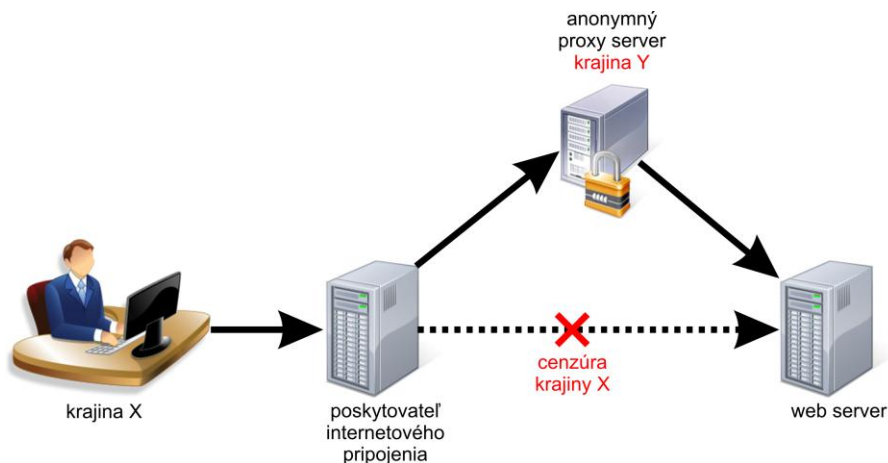 anonymný
proxy server
krajina Y
cenzúra
krajiny X
krajina X
poskytovateľ
internetového
pripojenia
web server